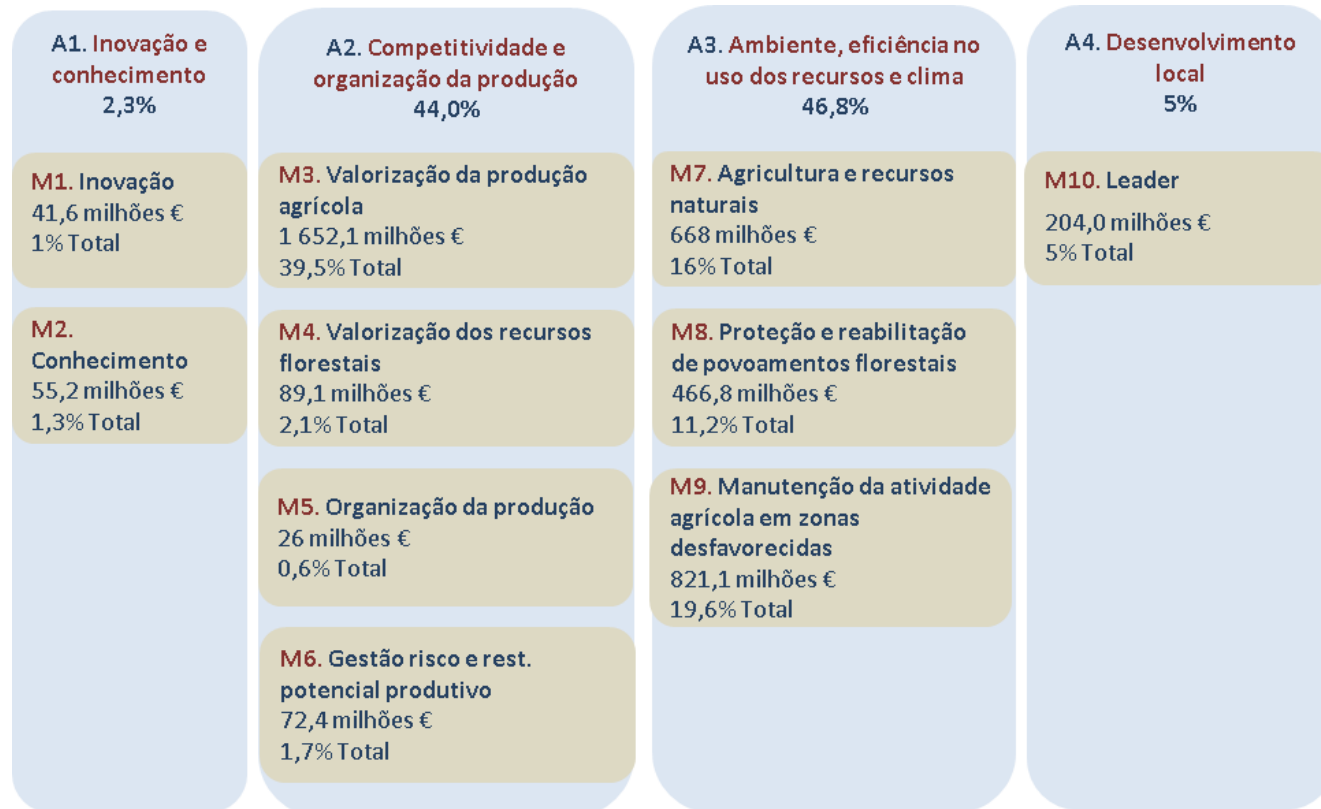 A1. Inovação e
conhecimento
2,3%
M1. Inovação
41,6 milhões €
1% Total
M2.
Conhecimento
55,2 milhões €
1,3% Total
A2. Competitividade e
organização da produção
44,0%
M3. Valorização da produção
agrícola
1 652,1 milhões €
39,5% Total
M4. Valorização dos recursos
florestais
89,1 milhões €
2,1% Total
M5. Organização da produção
26 milhões €
0,6% Total
M6. Gestão risco e rest.
potencial produtivo
72,4 milhões €
1,7% Total
A3. Ambiente, eficiência no
uso dos recursos e clima
46,8%
M7. Agricultura e recursos
naturais
668 milhões €
16% Total
M8. Proteção e reabilitação
de povoamentos florestais
466,8 milhões €
11,2% Total
M9. Manutenção da atividade
agrícola em zonas
desfavorecidas
821,1 milhões €
19,6% Total
A4. Desenvolvimento
local
5%
M10. Leader
204,0 milhões €
5% Total